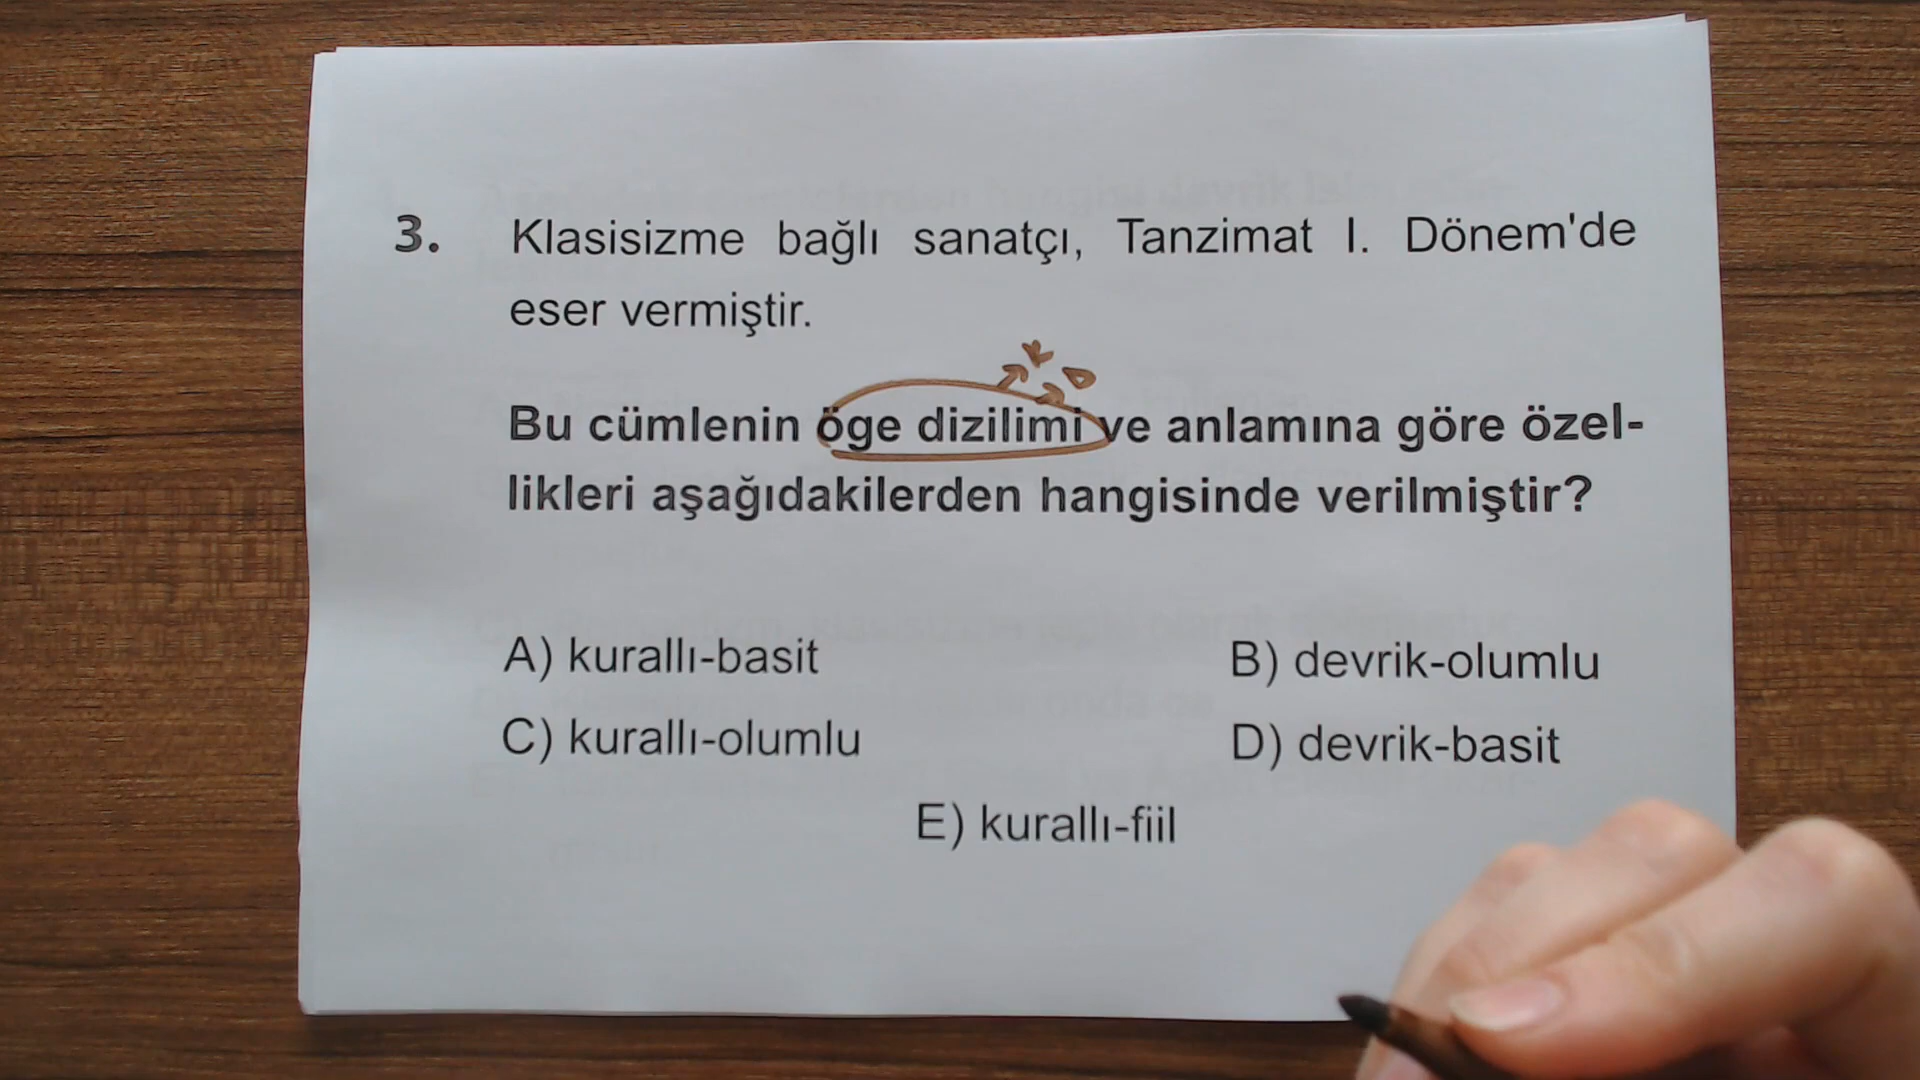 3. Klasisizme bağlı sanatçı, Tanzimat I. Dönem'de
eser vermiştir.
K
D
Bu cümlenin öge dizilimi ve anlamına göre özel-
likleri aşağıdakilerden hangisinde verilmiştir?
A) kurallı-basit
B) devrik-olumlu
C) kurallı-olumlu
D) devrik-basit
E) kurallı-fiil